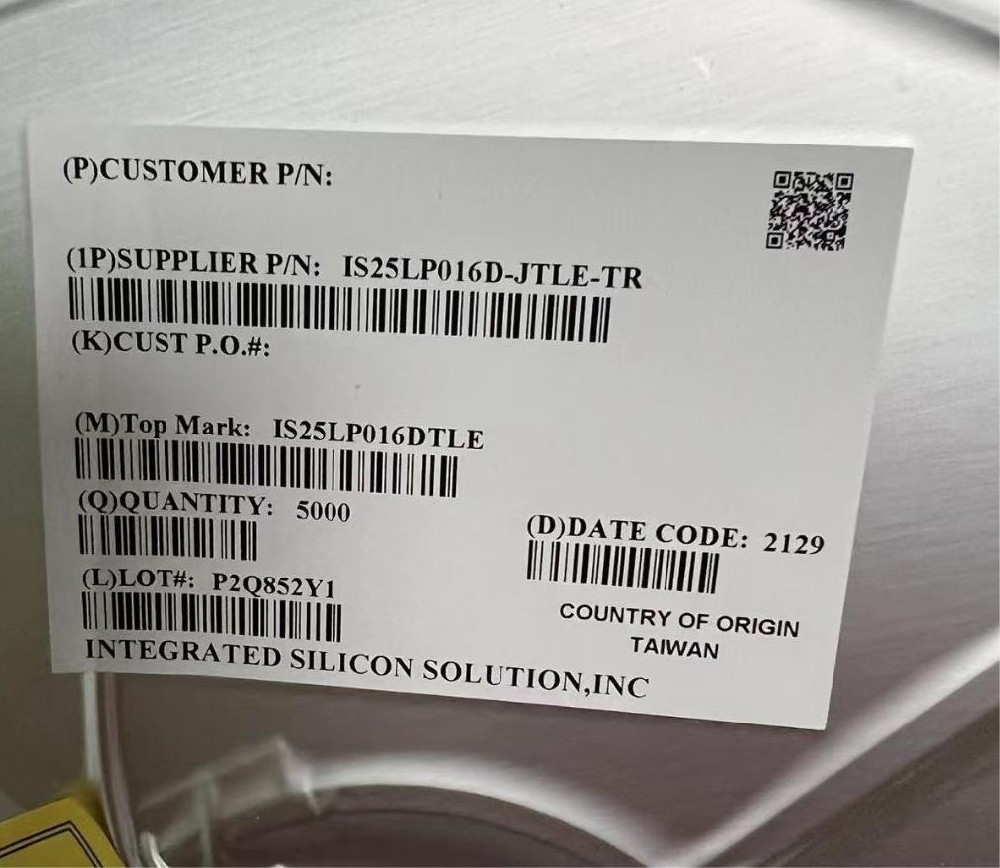 (P)CUSTOMER P/N:
(1P)SUPPLIER P/N: IS25LP016D-JTLE-TR
(K)CUST P.O.#:
(M)Top Mark: IS25LP016DTLE
(Q)QUANTITY: 5000
(D)DATE CODE: 2129
(L)LOT#: P2Q852Y1
COUNTRY OF ORIGIN
TAIWAN
INTEGRATED SILICON SOLUTION,INC